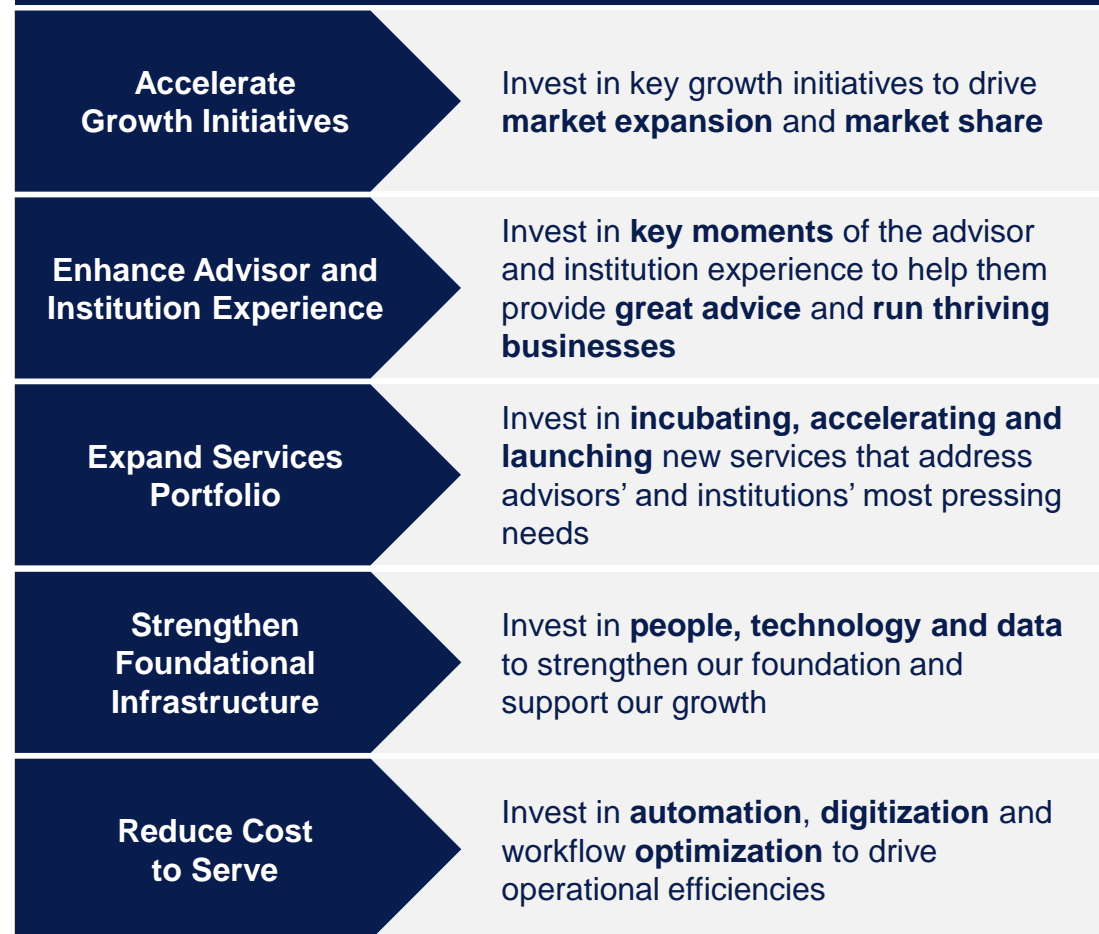 Accelerate
Growth Initiatives
Invest in key growth initiatives to drive
market expansion and market share
Enhance Advisor and
Institution Experience
Invest in key moments of the advisor
and institution experience to help them
provide great advice and run thriving
businesses
Expand Services
Portfolio
Invest in incubating, accelerating and
launching new services that address
advisors’ and institutions’ most pressing
needs
Strengthen
Foundational
Infrastructure
Invest in people, technology and data
to strengthen our foundation and
support our growth
Reduce Cost
to Serve
Invest in automation, digitization and
workflow optimization to drive
operational efficiencies